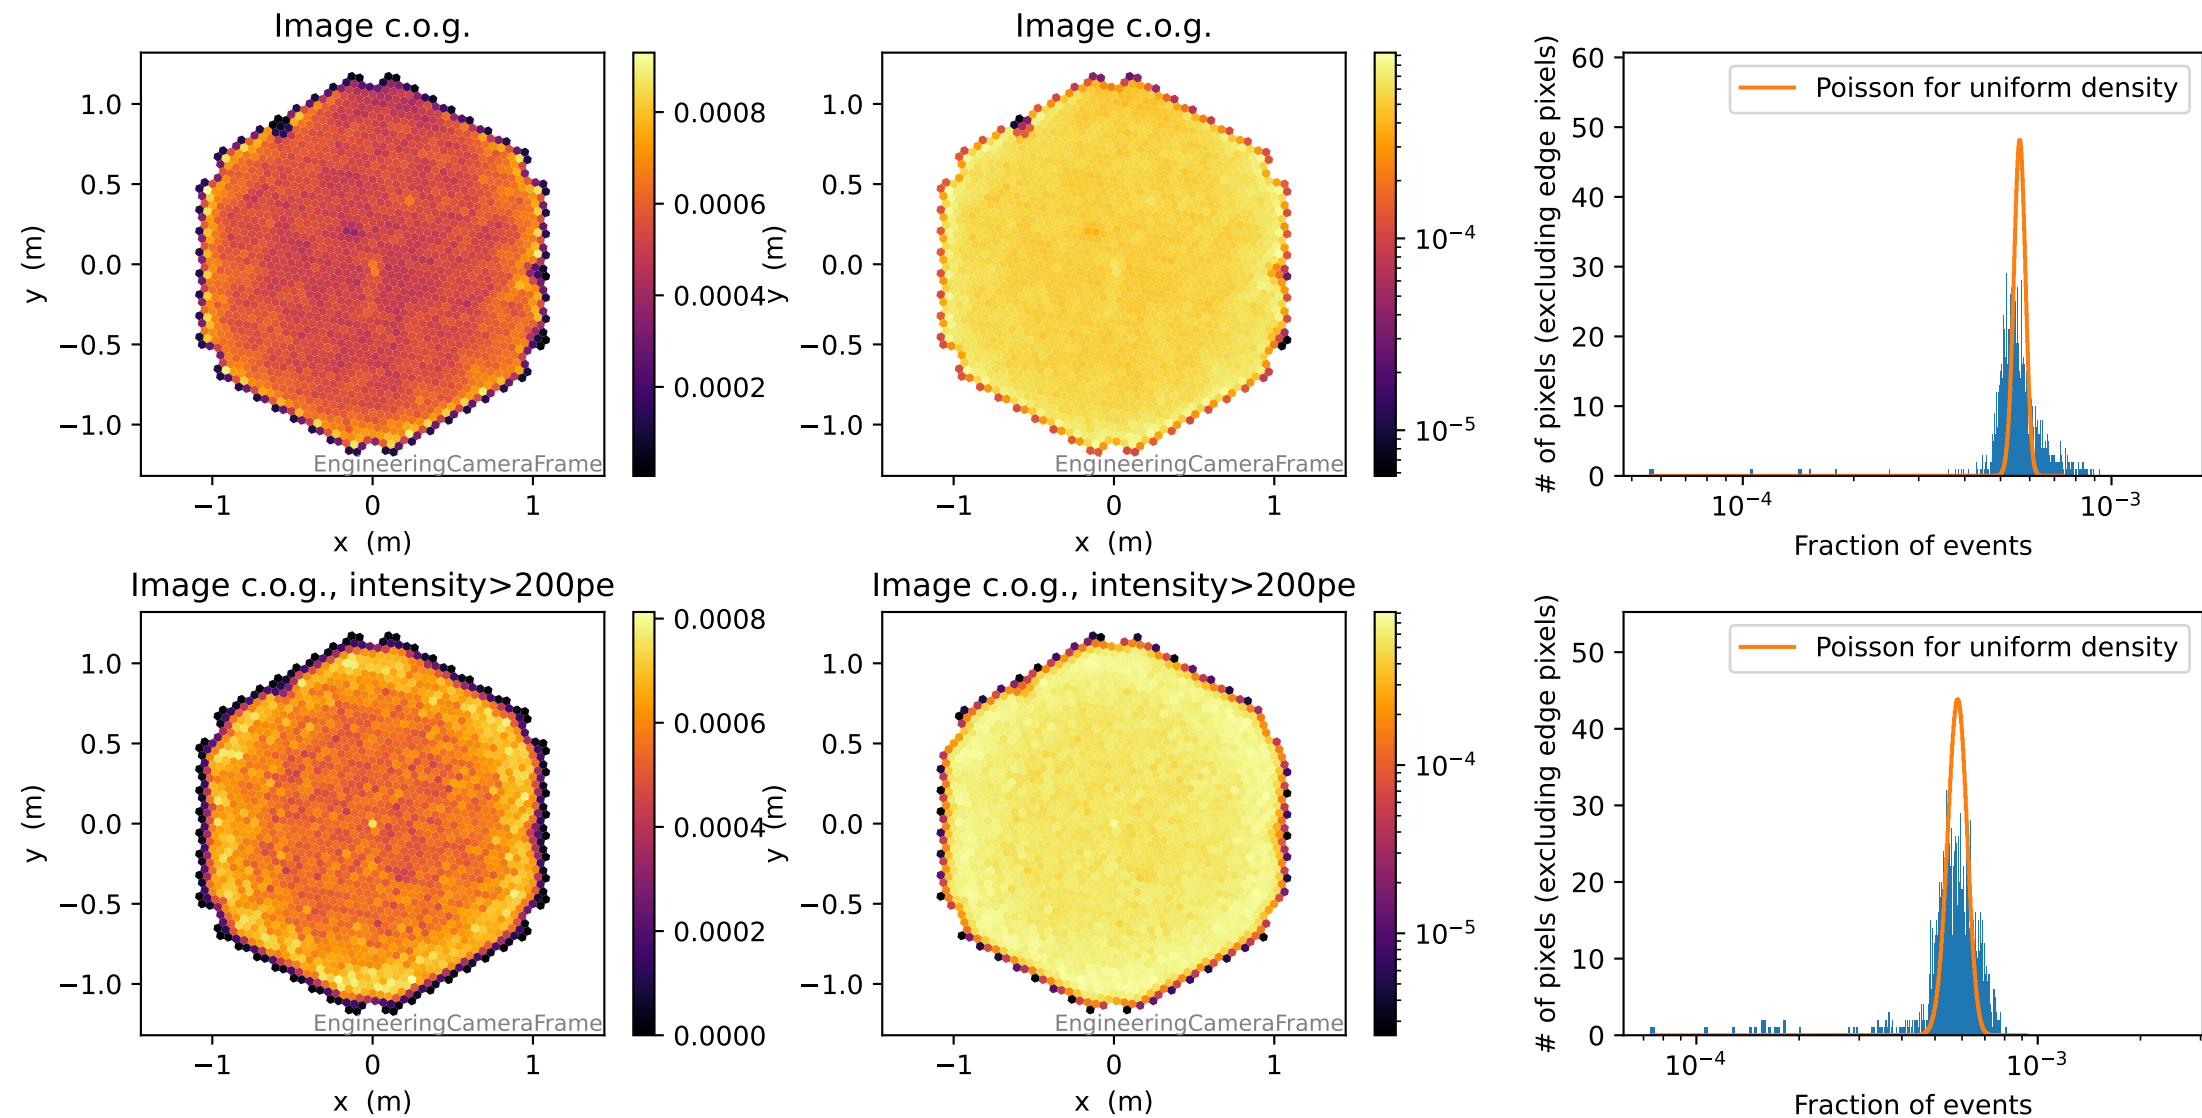 Image c.o.g.
1.0
0.5
0.0
−0.5
−1.0
y (m)
EngineeringCameraFrame
−1 0 1
x (m)
0.0008
0.0006
0.0004
0.0002
Image c.o.g.
1.0
0.5
0.0
−0.5
−1.0
y (m)
EngineeringCameraFrame
−1 0 1
x (m)
10⁻⁴
10⁻⁵
# of pixels (excluding edge pixels)
60
50
40
30
20
10
0
Poisson for uniform density
10⁻⁴ 10⁻³
Fraction of events
Image c.o.g., intensity>200pe
1.0
0.5
0.0
−0.5
−1.0
y (m)
EngineeringCameraFrame
−1 0 1
x (m)
0.0008
0.0006
0.0004
0.0002
0.0000
Image c.o.g., intensity>200pe
1.0
0.5
0.0
−0.5
−1.0
y (m)
EngineeringCameraFrame
−1 0 1
x (m)
10⁻⁴
10⁻⁵
# of pixels (excluding edge pixels)
50
40
30
20
10
0
Poisson for uniform density
10⁻⁴ 10⁻³
Fraction of events